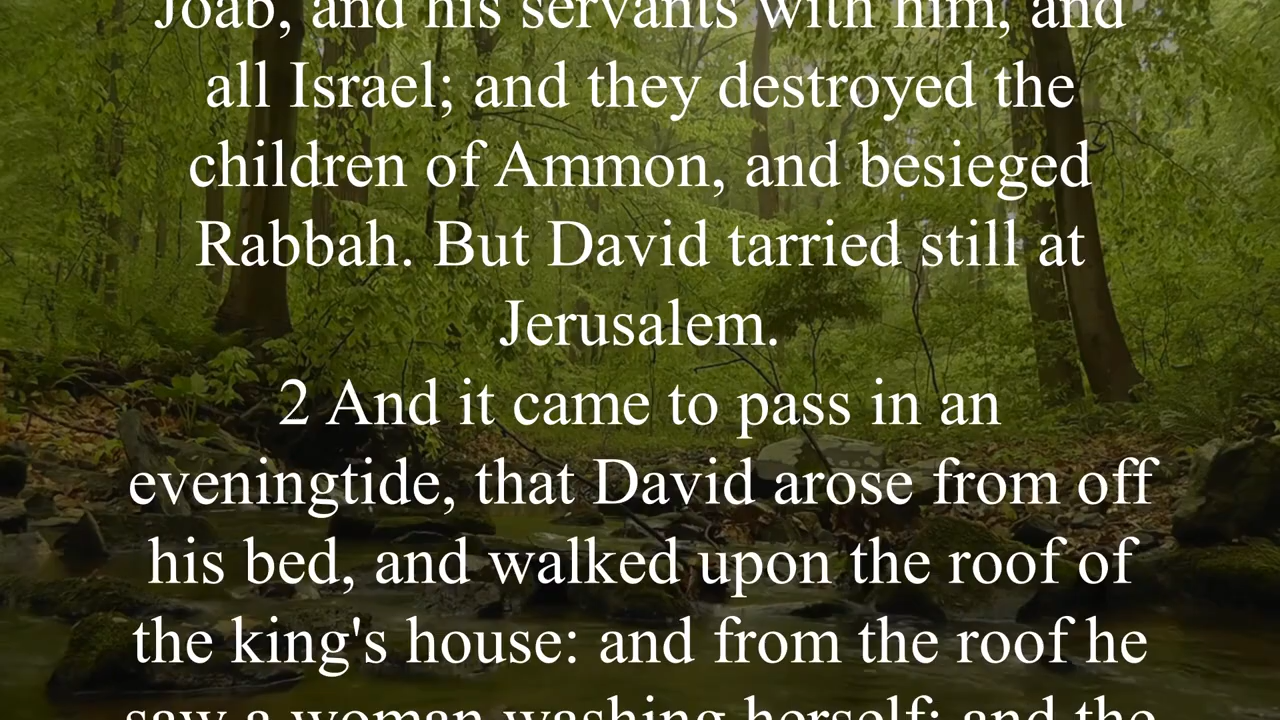 Joab, and his servants with him, and
all Israel; and they destroyed the
children of Ammon, and besieged
Rabbah. But David tarried still at
Jerusalem.
2 And it came to pass in an
eveningtide, that David arose from off
his bed, and walked upon the roof of
the king's house: and from the roof he
saw a woman washing herself; and the